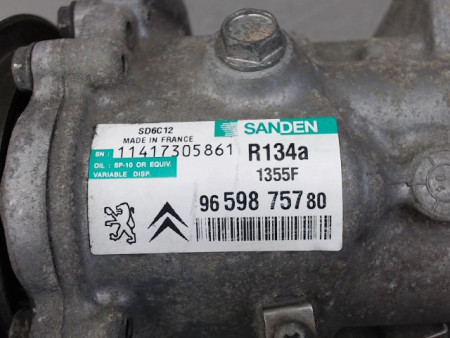 SD6C12
MADE IN FRANCE
SANDEN
SN: 11417305861
R134a
OIL : SP-10 OR EQUIV.
VARIABLE DISP.
1355F
96 598 757 80